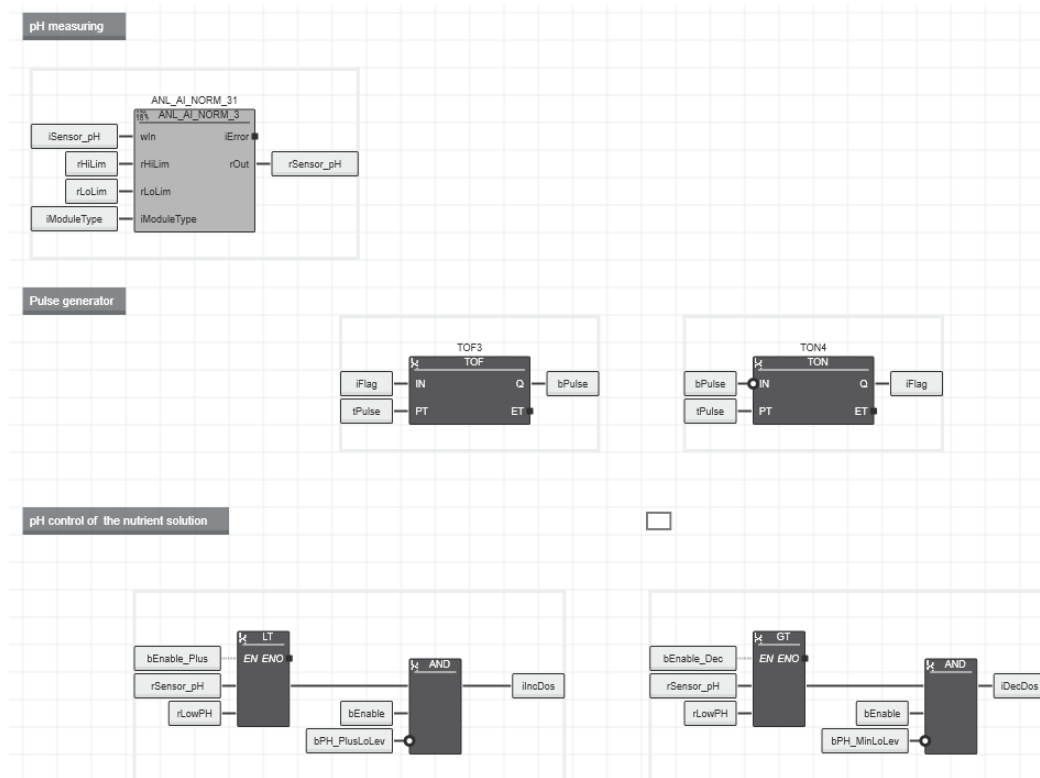 pH measuring
ANL_AI_NORM_31
ANL_AI_NORM_3
iSensor_pH wIn iError
rHiLim rHiLim rOut rSensor_pH
rLoLim rLoLim
iModuleType iModuleType
Pulse generator
TOF3 TON4
TOF TON
iFlag IN Q bPulse bPulse IN Q iFlag
tPulse PT ET tPulse PT ET
pH control of the nutrient solution
LT GT
bEnable_Plus EN ENO AND bEnable_Dec EN ENO AND
rSensor_pH iIncDos rSensor_pH iDecDos
rLowPH bEnable rLowPH bEnable
bPH_PlusLoLev bPH_MinLoLev